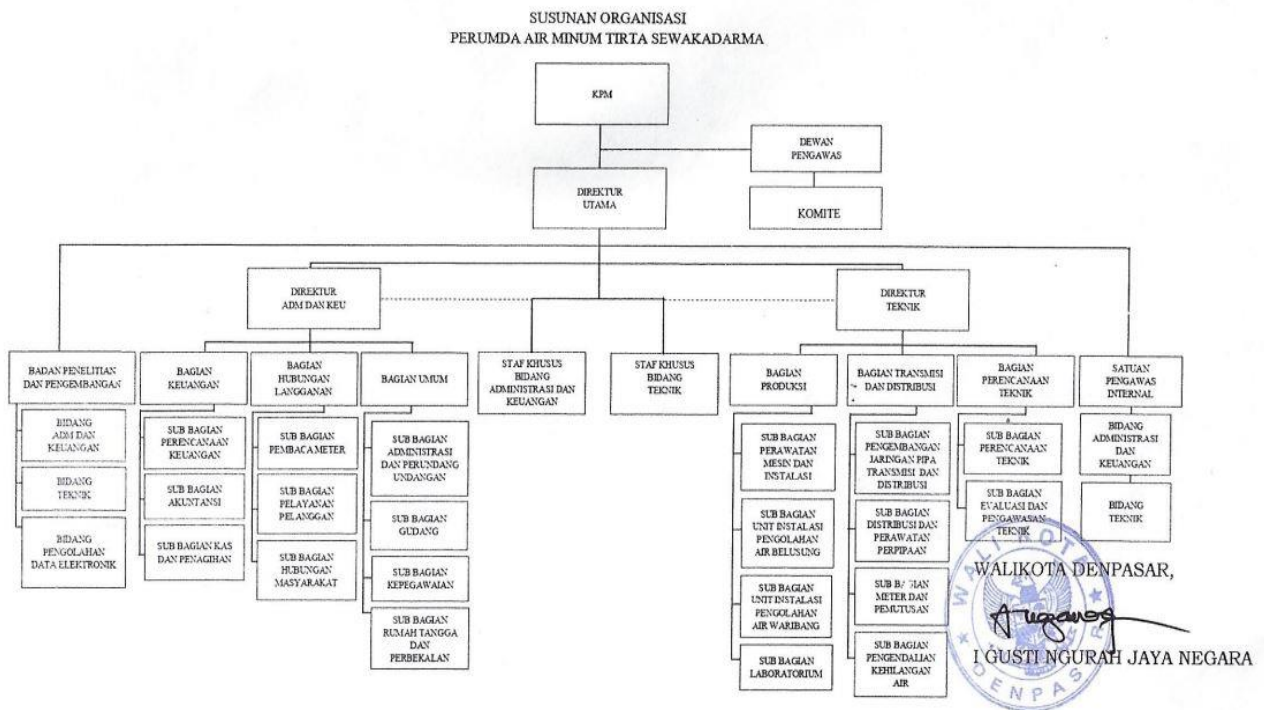 SUSUNAN ORGANISASI
PERUMDA AIR MINUM TIRTA SEWAKADARMA
KPM
DEWAN
PENGAWAS
DIREKTUR
UTAMA
KOMITE
DIREKTUR
ADM DAN KEU
DIREKTUR
TEKNIK
BADAN PENELITIAN
DAN PENGEMBANGAN
BIDANG
ADM DAN
KEUANGAN
BIDANG
TEKNIK
BIDANG
PENGOLAHAN
DATA ELEKTRONIK
BAGIAN
KEUANGAN
SUB BAGIAN
PERENCANAAN
KEUANGAN
SUB BAGIAN
AKUNTANSI
SUB BAGIAN KAS
DAN PENAGIHAN
BAGIAN
HUBUNGAN
LANGGANAN
SUB BAGIAN
PEMBACA METER
SUB BAGIAN
PELAYANAN
PELANGGAN
SUB BAGIAN
HUBUNGAN
MASYARAKAT
BAGIAN UMUM
SUB BAGIAN
ADMINISTRASI
DAN PERUNDANG
UNDANGAN
SUB BAGIAN
GUDANG
SUB BAGIAN
KEPEGAWAIAN
SUB BAGIAN
RUMAH TANGGA
DAN
PERBEKALAN
STAF KHUSUS
BIDANG
ADMINISTRASI DAN
KEUANGAN
STAF KHUSUS
BIDANG
TEKNIK
BAGIAN
PRODUKSI
SUB BAGIAN
PERAWATAN
MESIN DAN
INSTALASI
SUB BAGIAN
UNIT INSTALASI
PENGOLAHAN
AIR BELUSUNG
SUB BAGIAN
UNIT INSTALASI
PENGOLAHAN
AIR WARIBANG
SUB BAGIAN
LABORATORIUM
BAGIAN TRANSMISI
DAN DISTRIBUSI
SUB BAGIAN
PENGEMBANGAN
JARINGAN PIPA
TRANSMISI DAN
DISTRIBUSI
SUB BAGIAN
DISTRIBUSI DAN
PERAWATAN
PERPIPAAN
SUB BAGIAN
METER DAN
PEMUTUSAN
SUB BAGIAN
PENGENDALIAN
KEHILANGAN
AIR
BAGIAN
PERENCANAAN
TEKNIK
SUB BAGIAN
PERENCANAAN
TEKNIK
SUB BAGIAN
EVALUASI DAN
PENGAWASAN
TEKNIK
SATUAN
PENGAWAS
INTERNAL
BIDANG
ADMINISTRASI
DAN
KEUANGAN
BIDANG
TEKNIK
WALIKOTA DENPASAR,
I GUSTI NGURAH JAYA NEGARA
WALI KOTA
DENPASAR